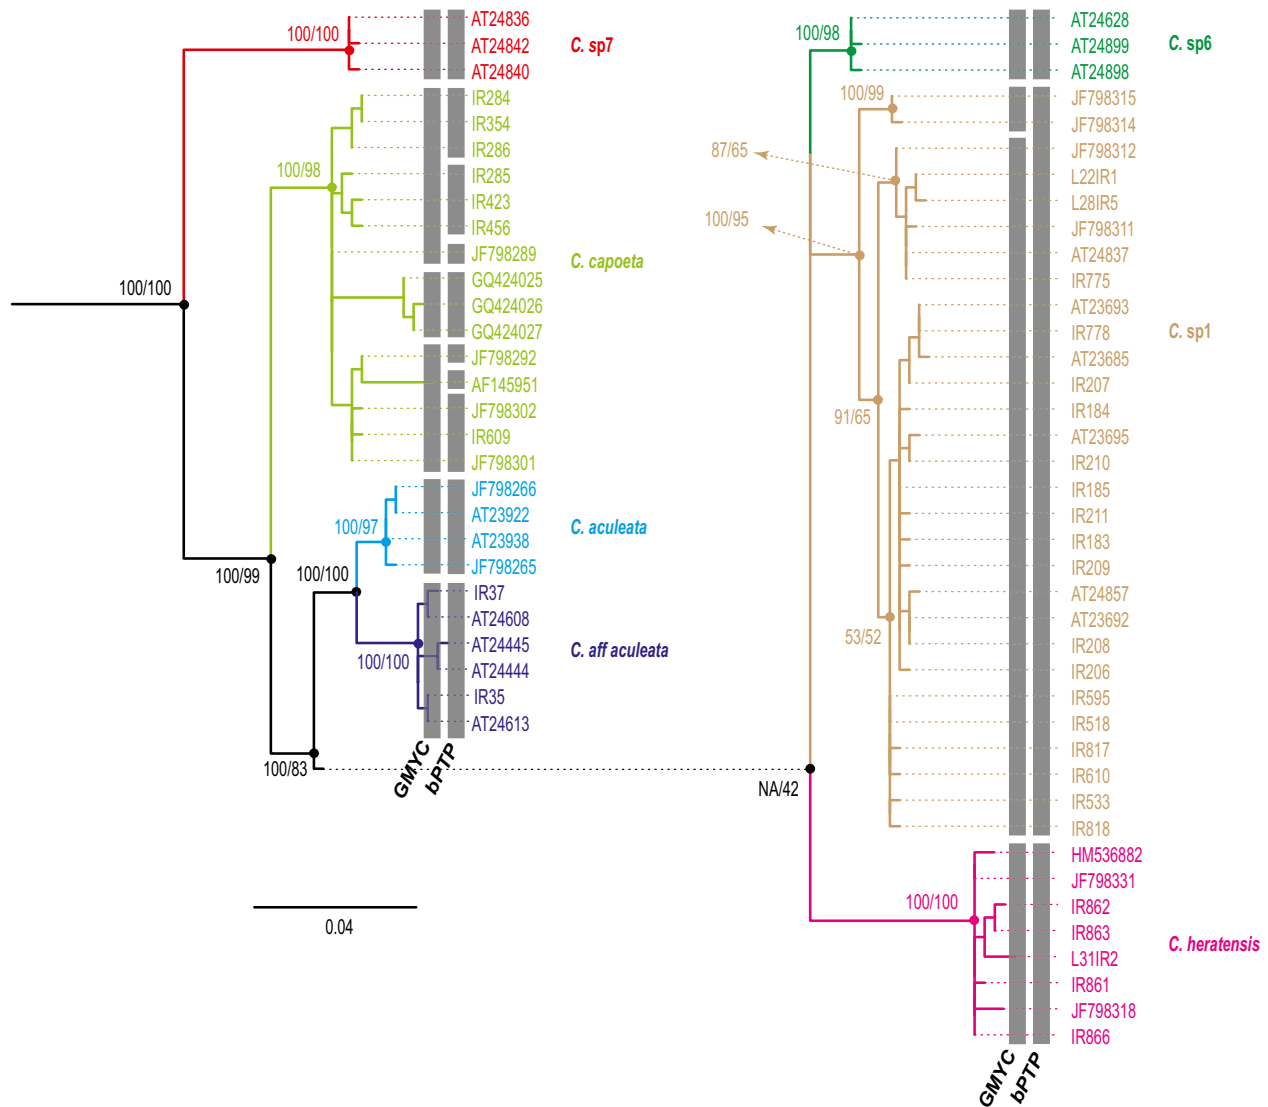 AT24836
100/100
AT24842
C. sp7
AT24840
IR284
IR354
IR286
100/98
IR285
IR423
IR456
JF798289
C. capoeta
GQ424025
100/100
GQ424026
GQ424027
JF798292
AF145951
JF798302
IR609
JF798301
JF798266
AT23922
100/97
C. aculeata
AT23938
JF798265
100/99
100/100
IR37
AT24608
AT24445
C. aff aculeata
100/100
AT24444
IR35
AT24613
100/83
GMYC
bPTP
0.04
AT24628
100/98
AT24899
C. sp6
AT24898
100/99
JF798315
JF798314
87/65
JF798312
L22IR1
L28IR5
100/95
JF798311
AT24837
IR775
AT23693
IR778
C. sp1
AT23685
IR207
91/65
IR184
AT23695
IR210
IR185
IR211
IR183
IR209
AT24857
AT23692
53/52
IR208
IR206
IR595
IR518
IR817
IR610
NA/42
IR533
IR818
HM536882
JF798331
100/100
IR862
IR863
C. heratensis
L31IR2
IR861
JF798318
IR866
GMYC
bPTP